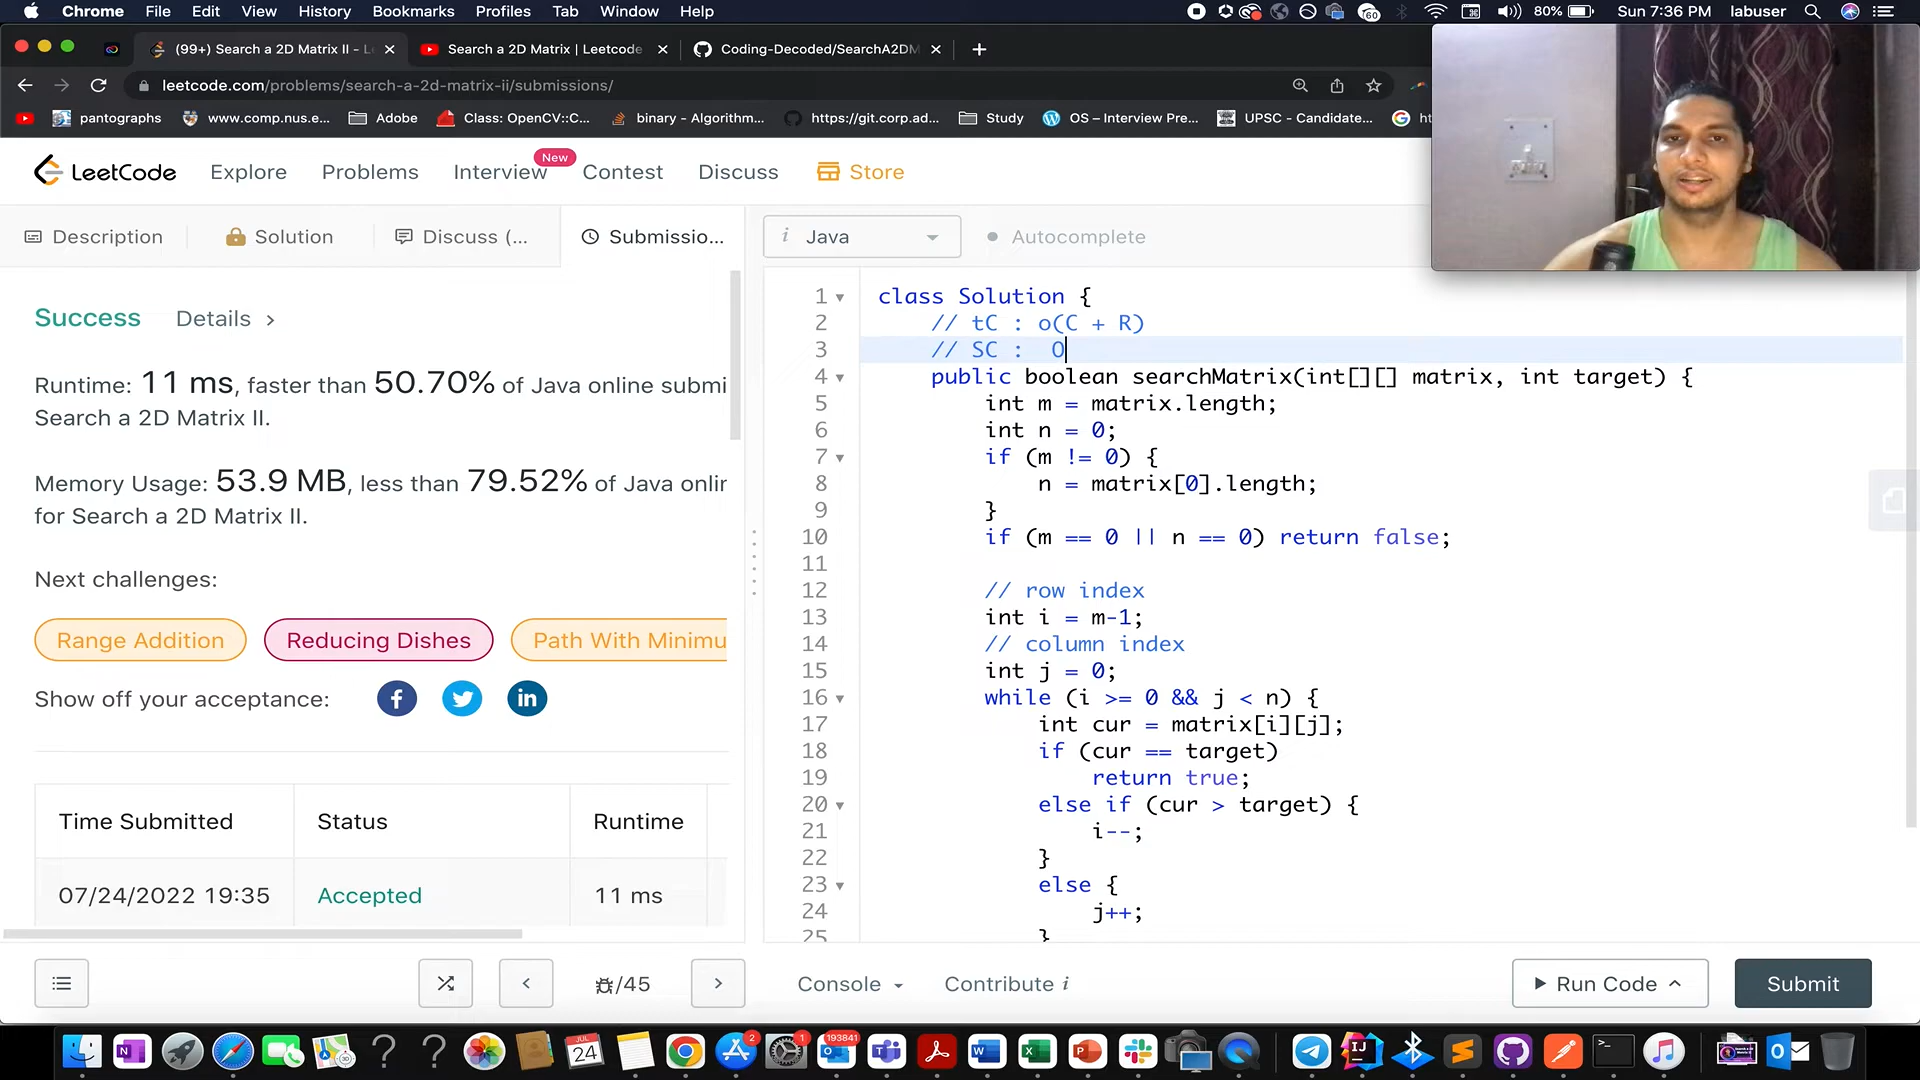 Chrome File Edit View History Bookmarks Profiles Tab Window Help 60 80% Sun 7:36 PM labuser
(99+) Search a 2D Matrix II - L Search a 2D Matrix | Leetcode Coding-Decoded/SearchA2DM
leetcode.com/problems/search-a-2d-matrix-ii/submissions/
pantographs www.comp.nus.e... Adobe Class: OpenCV::C... binary - Algorithm... https://git.corp.ad... Study OS – Interview Pre... UPSC - Candidate... ht
LeetCode Explore Problems Interview New Contest Discuss Store
Description Solution Discuss (... Submissio...
i Java Autocomplete
Success Details >
Runtime: 11 ms, faster than 50.70% of Java online submi
Search a 2D Matrix II.
Memory Usage: 53.9 MB, less than 79.52% of Java onlin
for Search a 2D Matrix II.
Next challenges:
Range Addition Reducing Dishes Path With Minimu
Show off your acceptance:
Time Submitted Status Runtime
07/24/2022 19:35 Accepted 11 ms
1 class Solution {
2 // tC : o(C + R)
3 // SC :  O
4 public boolean searchMatrix(int[][] matrix, int target) {
5 int m = matrix.length;
6 int n = 0;
7 if (m != 0) {
8 n = matrix[0].length;
9 }
10 if (m == 0 || n == 0) return false;
11
12 // row index
13 int i = m-1;
14 // column index
15 int j = 0;
16 while (i >= 0 && j < n) {
17 int cur = matrix[i][j];
18 if (cur == target)
19 return true;
20 else if (cur > target) {
21 i--;
22 }
23 else {
24 j++;
25 }
/45 Console Contribute i Run Code Submit
JUL 24 2 1 193841